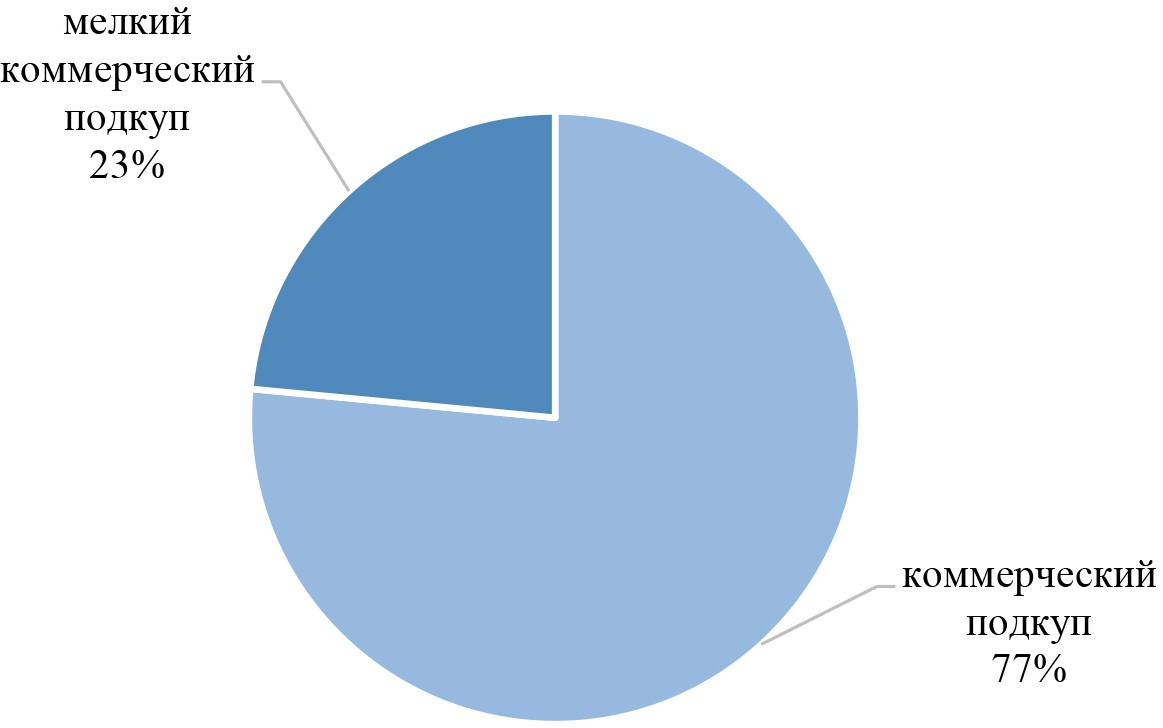 мелкий
коммерческий
подкуп
23%
коммерческий
подкуп
77%